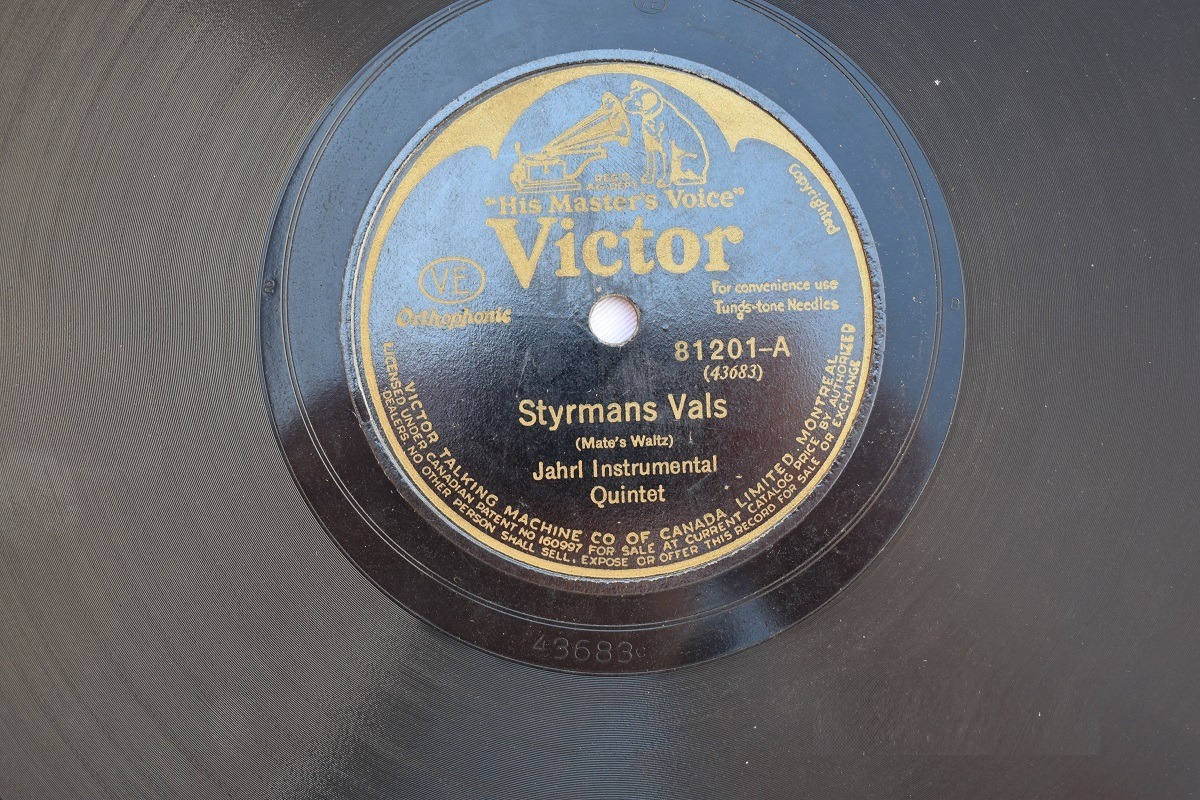 VE
REG'D
"His Master's Voice"
Victor
Copyrighted
VE
Orthophonic
For convenience use
Tungs-tone Needles
81201-A
(43683)
Styrmans Vals
(Mate's Waltz)
Jahrl Instrumental
Quintet
VICTOR TALKING MACHINE CO OF CANADA, LIMITED, MONTREAL
LICENSED UNDER CANADIAN PATENT NO 160997 FOR SALE AT CURRENT CATALOG PRICE BY AUTHORIZED
DEALERS. NO OTHER PERSON SHALL SELL, EXPOSE OR OFFER THIS RECORD FOR SALE OR EXCHANGE
43683